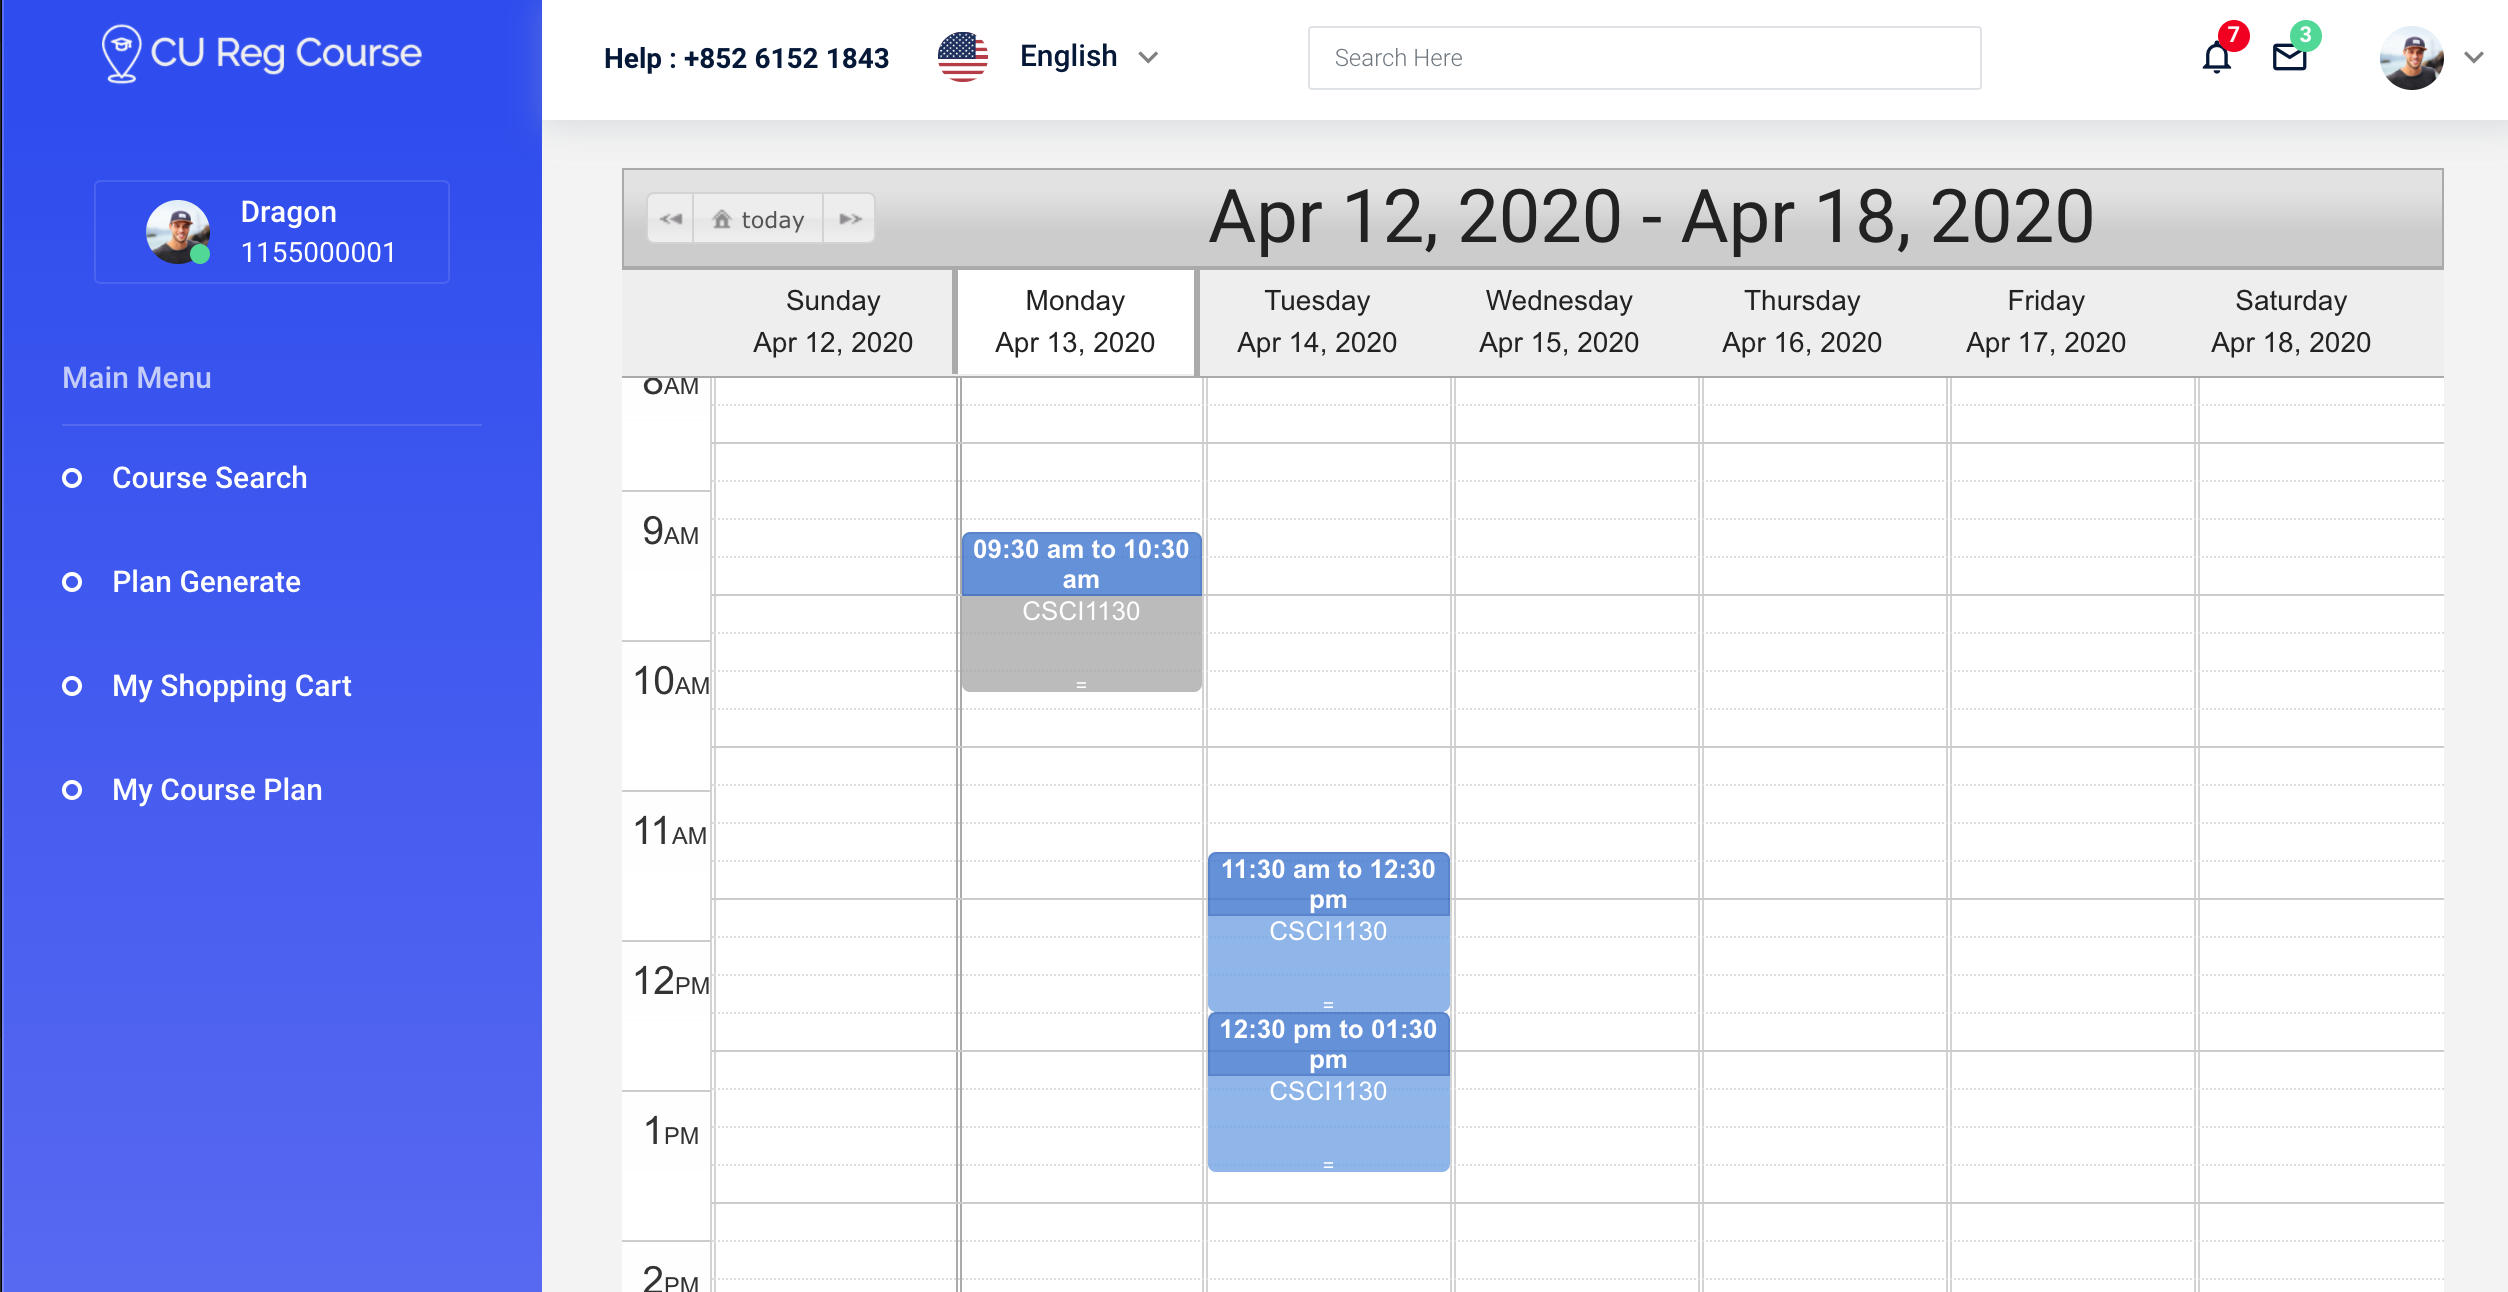 CU Reg Course
Help : +852 6152 1843
English
Search Here
7
3
Dragon
1155000001
Main Menu
Course Search
Plan Generate
My Shopping Cart
My Course Plan
today
Apr 12, 2020 - Apr 18, 2020
Sunday
Apr 12, 2020
Monday
Apr 13, 2020
Tuesday
Apr 14, 2020
Wednesday
Apr 15, 2020
Thursday
Apr 16, 2020
Friday
Apr 17, 2020
Saturday
Apr 18, 2020
8AM
9AM
10AM
11AM
12PM
1PM
2PM
09:30 am to 10:30
am
CSCI1130
=
11:30 am to 12:30
pm
CSCI1130
=
12:30 pm to 01:30
pm
CSCI1130
=